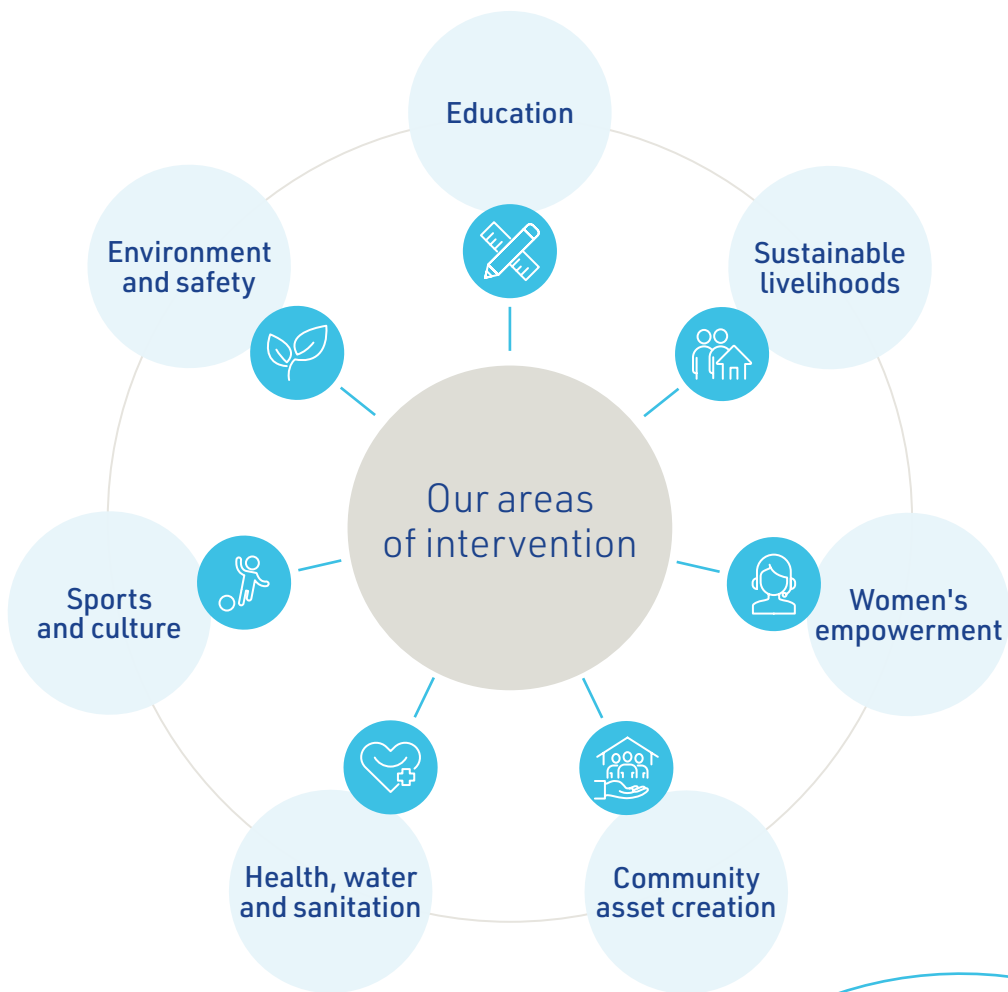 Education
Environment
and safety
Sustainable
livelihoods
Our areas
of intervention
Sports
and culture
Women's
empowerment
Health, water
and sanitation
Community
asset creation